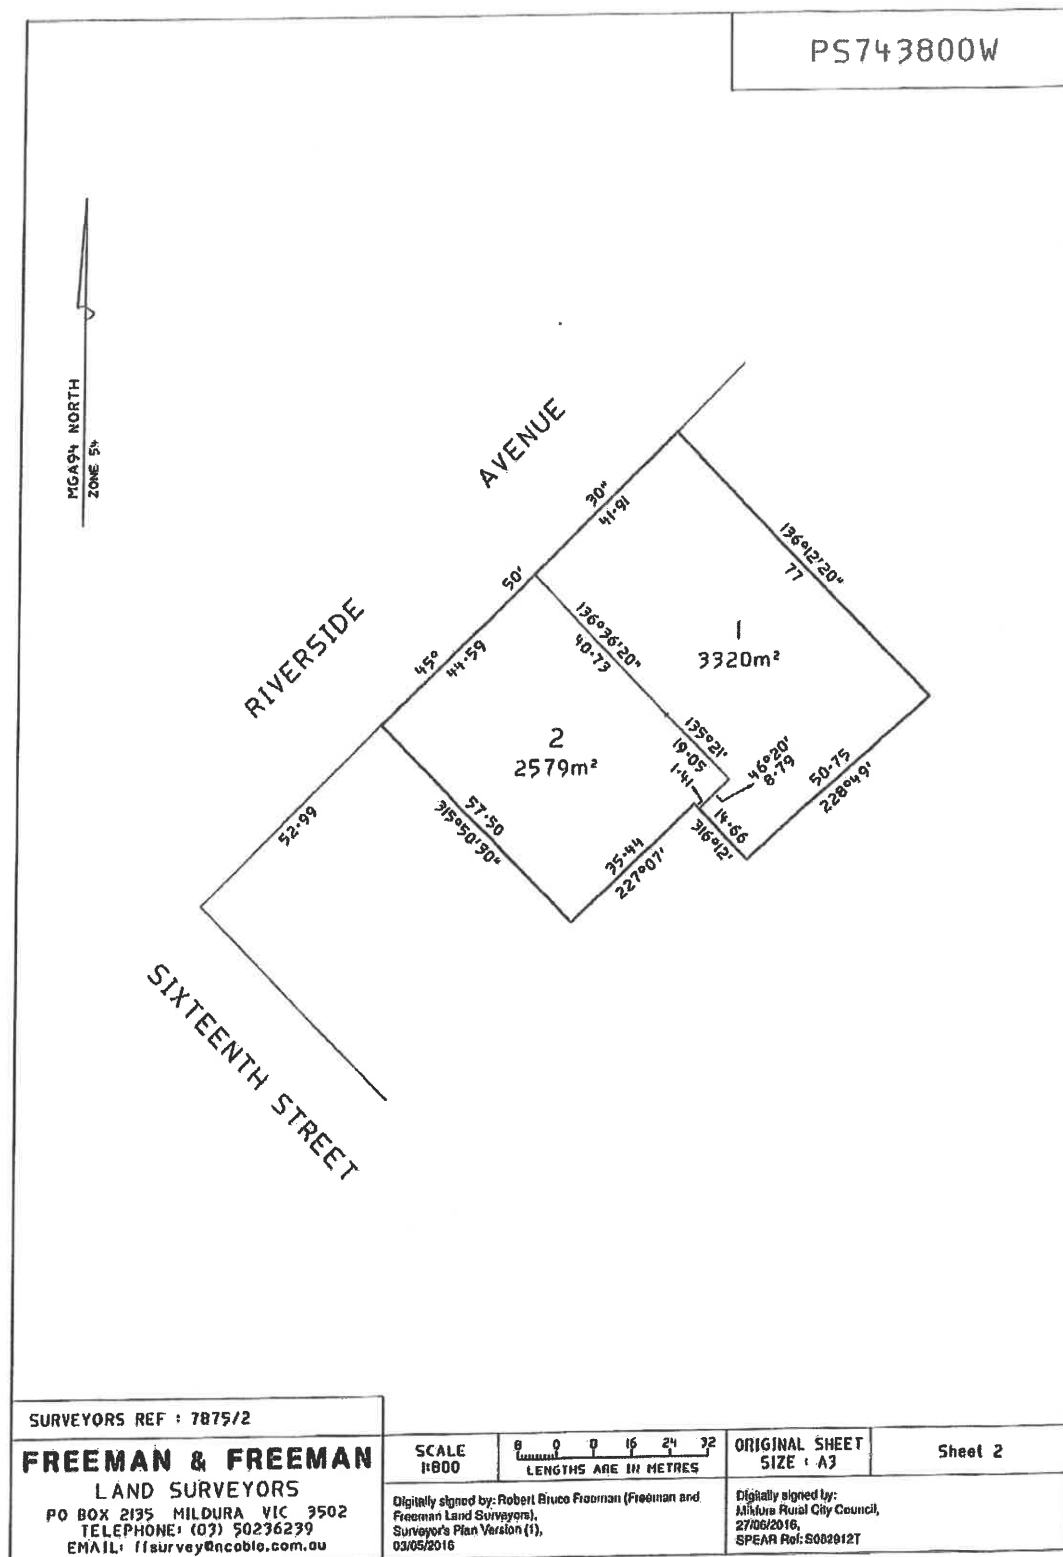 PS743800W
MGA94 NORTH
ZONE 54
AVENUE
RIVERSIDE
30"
41·91
50'
45°
44·59
136°12'20"
77
136°36'20"
40·73
1
3320m²
2
2579m²
135°21'
19·05
1·41
46°20'
8·79
50·75
228°49'
14·66
316°12'
35·44
227°07'
57·50
315°50'30"
52·99
SIXTEENTH STREET
SURVEYORS REF : 7875/2
FREEMAN & FREEMAN
LAND SURVEYORS
PO BOX 2135 MILDURA VIC 3502
TELEPHONE: (03) 50236239
EMAIL: ffsurvey@ncable.com.au
SCALE
1:800
8 0 8 16 24 32
LENGTHS ARE IN METRES
ORIGINAL SHEET
SIZE : A3
Sheet 2
Digitally signed by: Robert Bruce Freeman (Freeman and
Freeman Land Surveyors),
Surveyor's Plan Version (1),
03/05/2016
Digitally signed by:
Mildura Rural City Council,
27/06/2016,
SPEAR Ref: S082912T